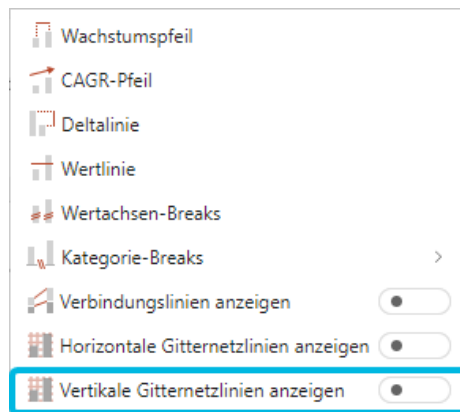 Wachstumspfeil
CAGR-Pfeil
Deltalinie
Wertlinie
Wertachsen-Breaks
Kategorie-Breaks
Verbindungslinien anzeigen
Horizontale Gitternetzlinien anzeigen
Vertikale Gitternetzlinien anzeigen